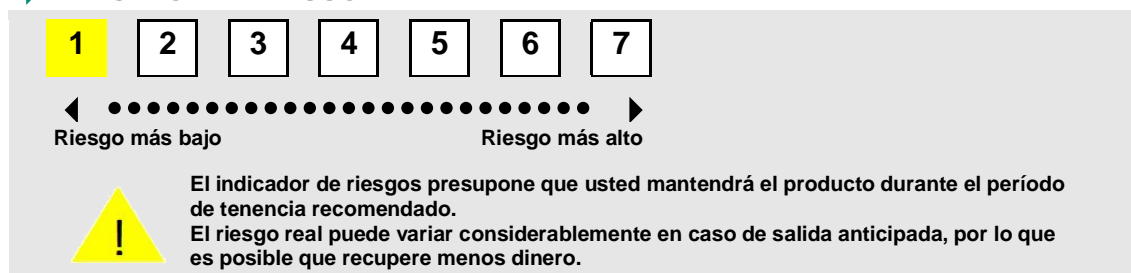 1 2 3 4 5 6 7
Riesgo más bajo Riesgo más alto
El indicador de riesgos presupone que usted mantendrá el producto durante el período
de tenencia recomendado.
El riesgo real puede variar considerablemente en caso de salida anticipada, por lo que
es posible que recupere menos dinero.
!